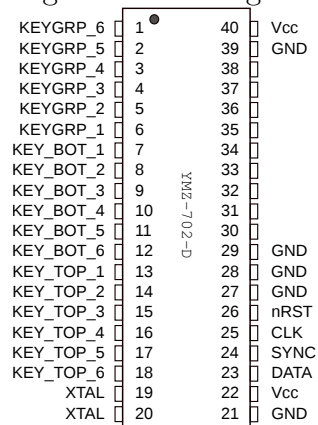 KEYGRP_6 1 40 Vcc
KEYGRP_5 2 39 GND
KEYGRP_4 3 38
KEYGRP_3 4 37
KEYGRP_2 5 36
KEYGRP_1 6 35
KEY_BOT_1 7 34
KEY_BOT_2 8 33
KEY_BOT_3 9 32
KEY_BOT_4 10 31
KEY_BOT_5 11 30
KEY_BOT_6 12 29 GND
KEY_TOP_1 13 28 GND
KEY_TOP_2 14 27 GND
KEY_TOP_3 15 26 nRST
KEY_TOP_4 16 25 CLK
KEY_TOP_5 17 24 SYNC
KEY_TOP_6 18 23 DATA
XTAL 19 22 Vcc
XTAL 20 21 GND
YMZ-702-D